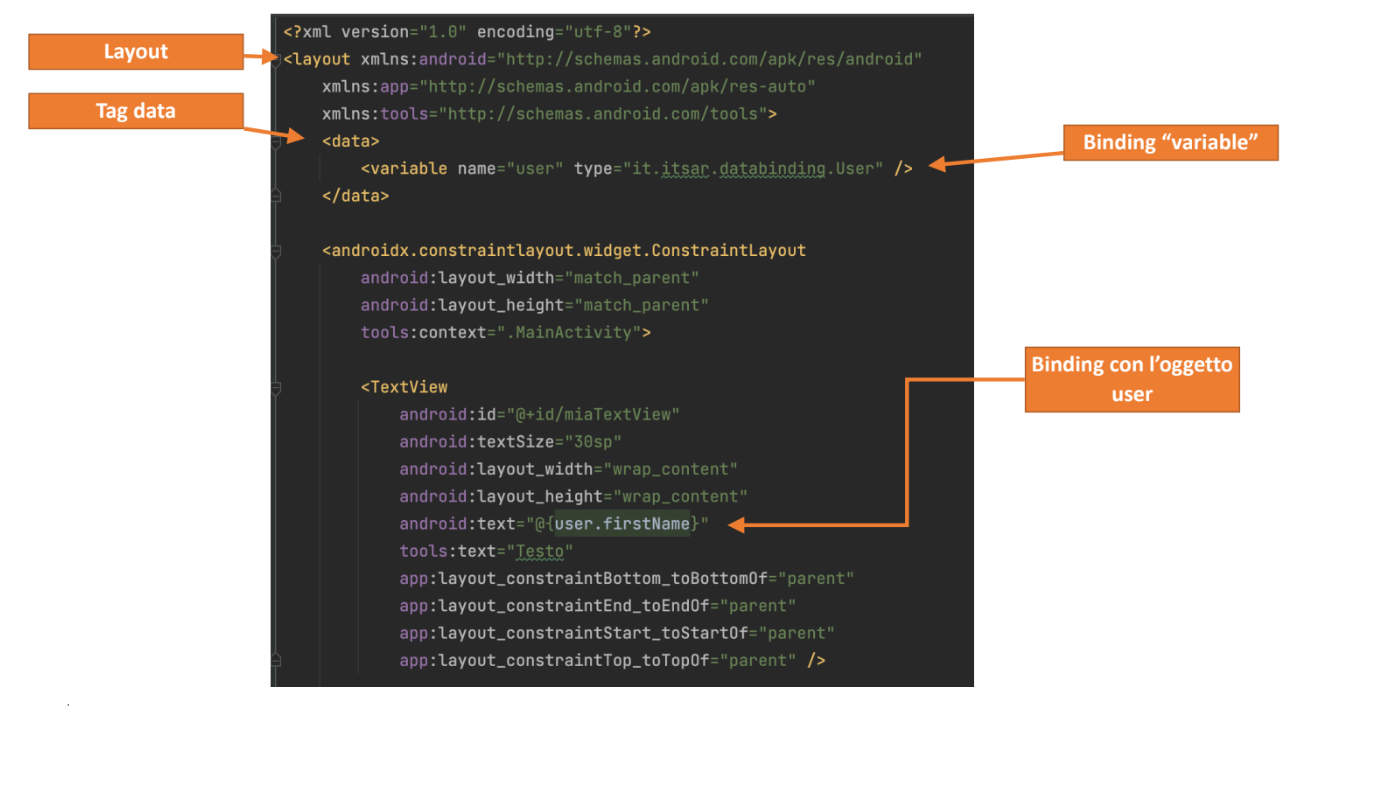 Layout
Tag data
<?xml version="1.0" encoding="utf-8"?>
<layout xmlns:android="http://schemas.android.com/apk/res/android"
xmlns:app="http://schemas.android.com/apk/res-auto"
xmlns:tools="http://schemas.android.com/tools">
<data>
<variable name="user" type="it.itsar.databinding.User" />
</data>
<androidx.constraintlayout.widget.ConstraintLayout
android:layout_width="match_parent"
android:layout_height="match_parent"
tools:context=".MainActivity">
<TextView
android:id="@+id/miaTextView"
android:textSize="30sp"
android:layout_width="wrap_content"
android:layout_height="wrap_content"
android:text="@{user.firstName}"
tools:text="Testo"
app:layout_constraintBottom_toBottomOf="parent"
app:layout_constraintEnd_toEndOf="parent"
app:layout_constraintStart_toStartOf="parent"
app:layout_constraintTop_toTopOf="parent" />
Binding “variable”
Binding con l’oggetto
user